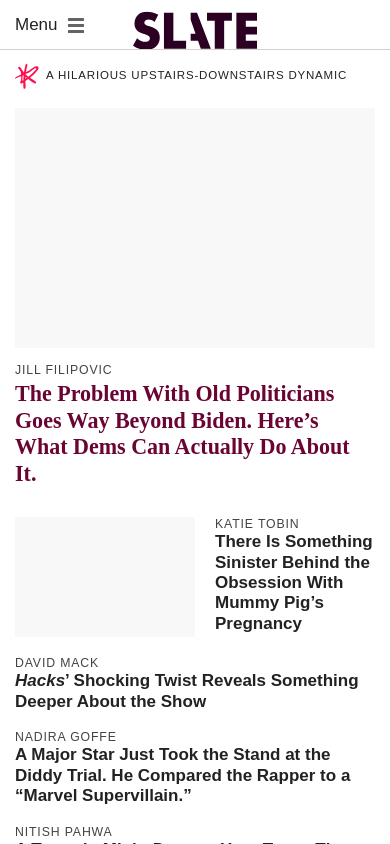 Menu
SLATE
A HILARIOUS UPSTAIRS-DOWNSTAIRS DYNAMIC
JILL FILIPOVIC
The Problem With Old Politicians
Goes Way Beyond Biden. Here’s
What Dems Can Actually Do About
It.
KATIE TOBIN
There Is Something
Sinister Behind the
Obsession With
Mummy Pig’s
Pregnancy
DAVID MACK
Hacks’ Shocking Twist Reveals Something
Deeper About the Show
NADIRA GOFFE
A Major Star Just Took the Stand at the
Diddy Trial. He Compared the Rapper to a
“Marvel Supervillain.”
NITISH PAHWA